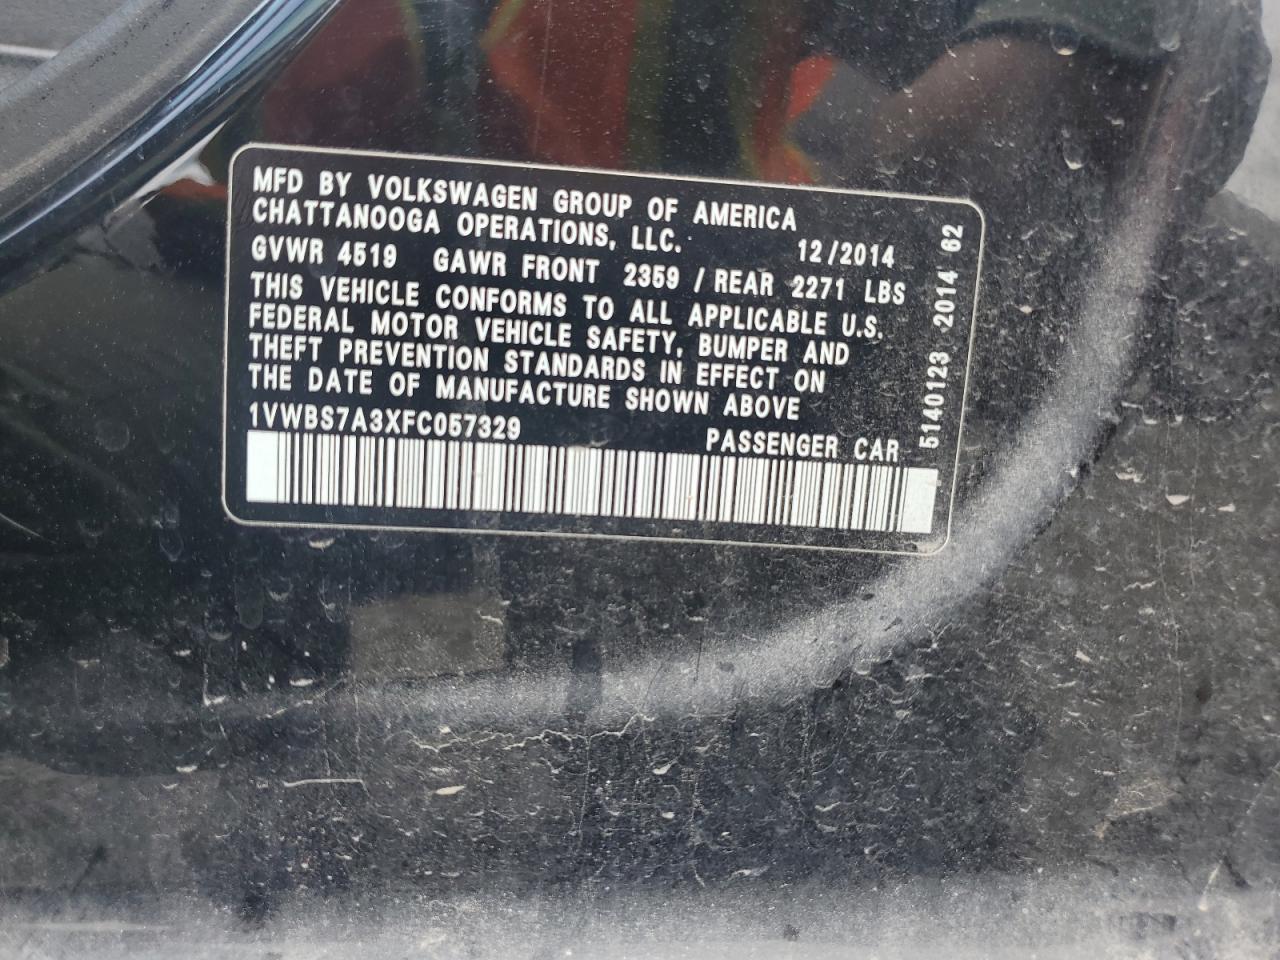 MFD BY VOLKSWAGEN GROUP OF AMERICA
CHATTANOOGA OPERATIONS, LLC. 12/2014
GVWR 4519 GAWR FRONT 2359 / REAR 2271 LBS
THIS VEHICLE CONFORMS TO ALL APPLICABLE U.S.
FEDERAL MOTOR VEHICLE SAFETY, BUMPER AND
THEFT PREVENTION STANDARDS IN EFFECT ON
THE DATE OF MANUFACTURE SHOWN ABOVE
1VWBS7A3XFC057329 PASSENGER CAR
5140123 2014 62